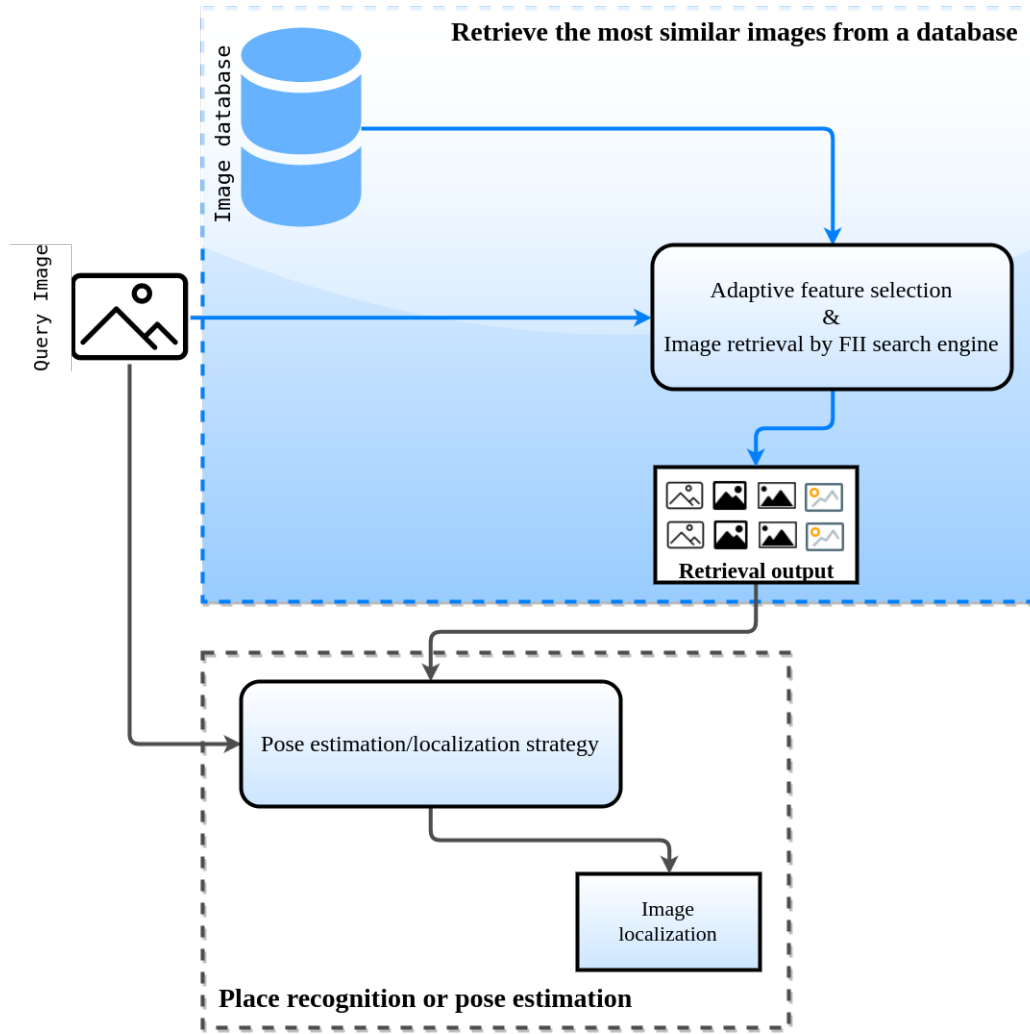 Retrieve the most similar images from a database
Image database
Query Image
Adaptive feature selection
&
Image retrieval by FII search engine
Retrieval output
Pose estimation/localization strategy
Image
localization
Place recognition or pose estimation